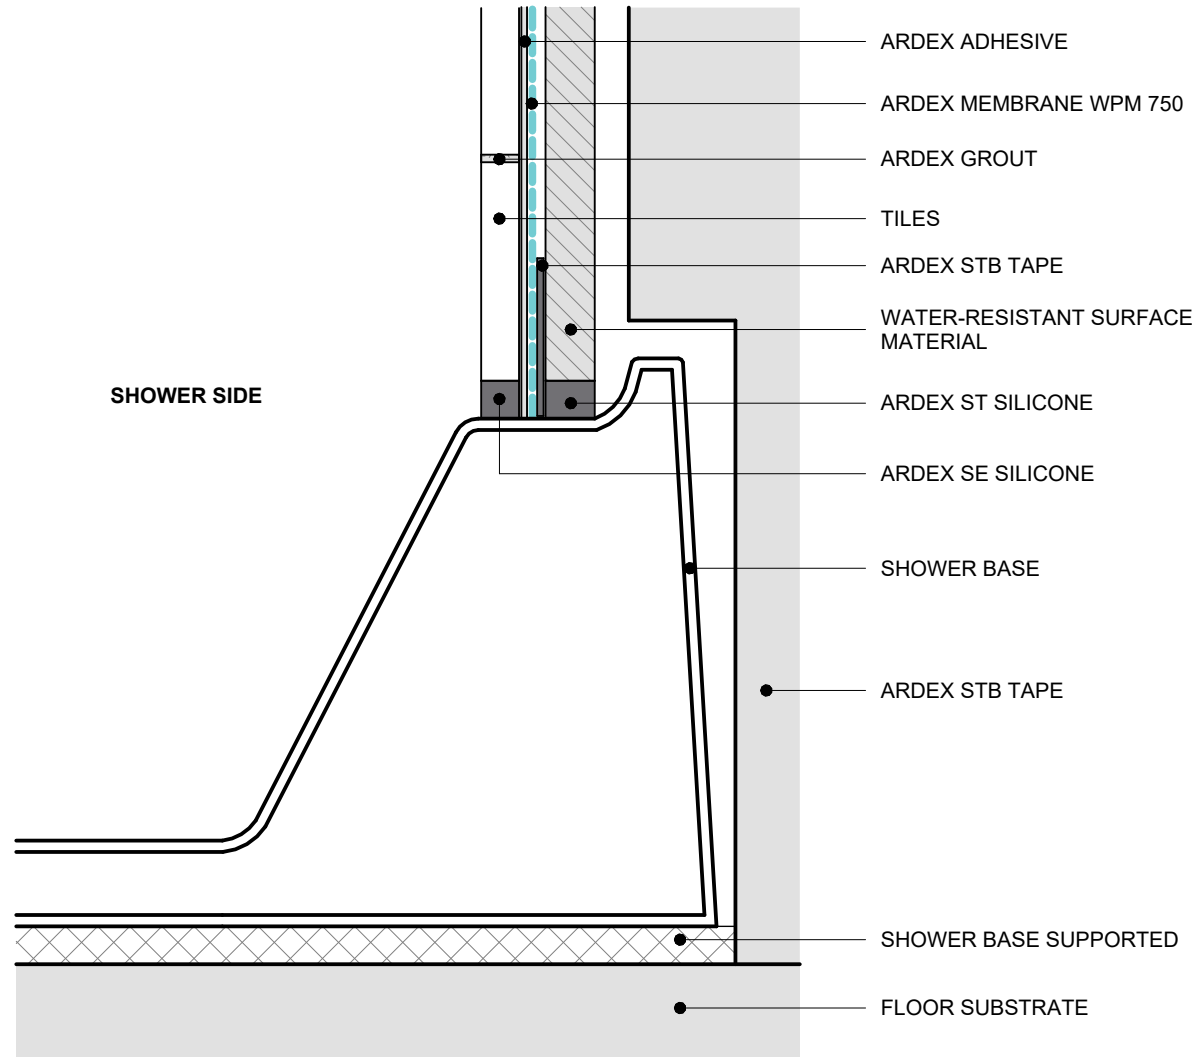 ARDEX ADHESIVE
ARDEX MEMBRANE WPM 750
ARDEX GROUT
TILES
ARDEX STB TAPE
WATER-RESISTANT SURFACE
MATERIAL
SHOWER SIDE
ARDEX ST SILICONE
ARDEX SE SILICONE
SHOWER BASE
ARDEX STB TAPE
SHOWER BASE SUPPORTED
FLOOR SUBSTRATE